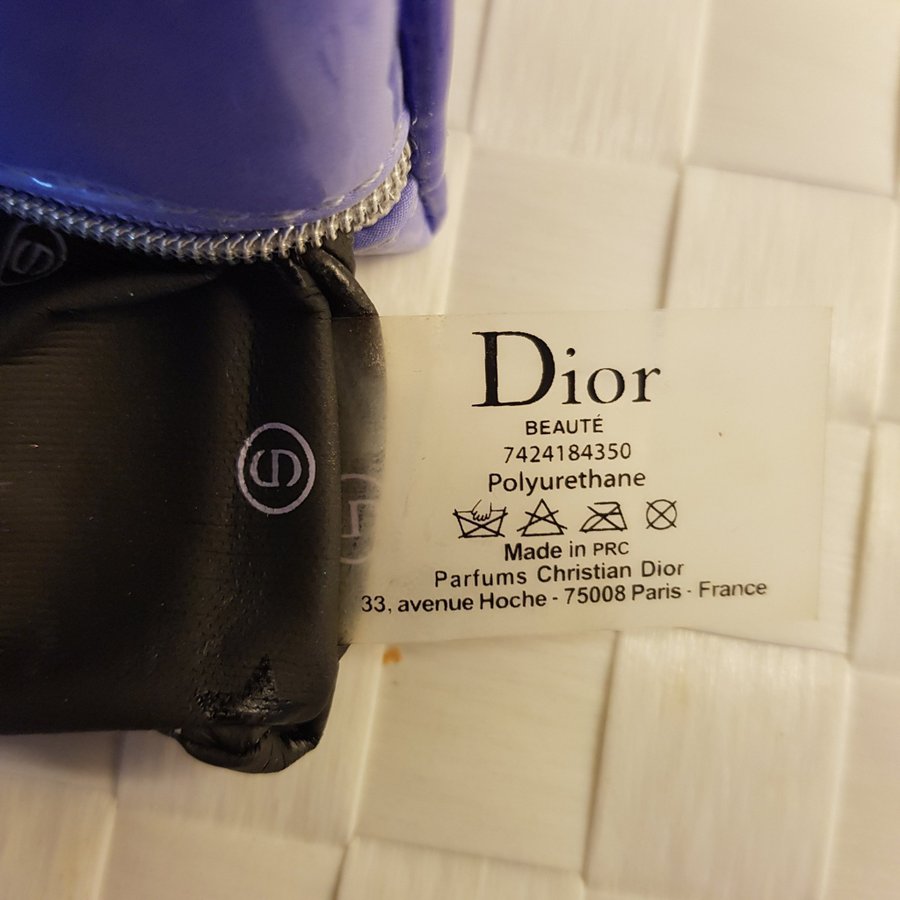 Dior
BEAUTÉ
7424184350
Polyurethane
Made in PRC
Parfums Christian Dior
33, avenue Hoche - 75008 Paris - France